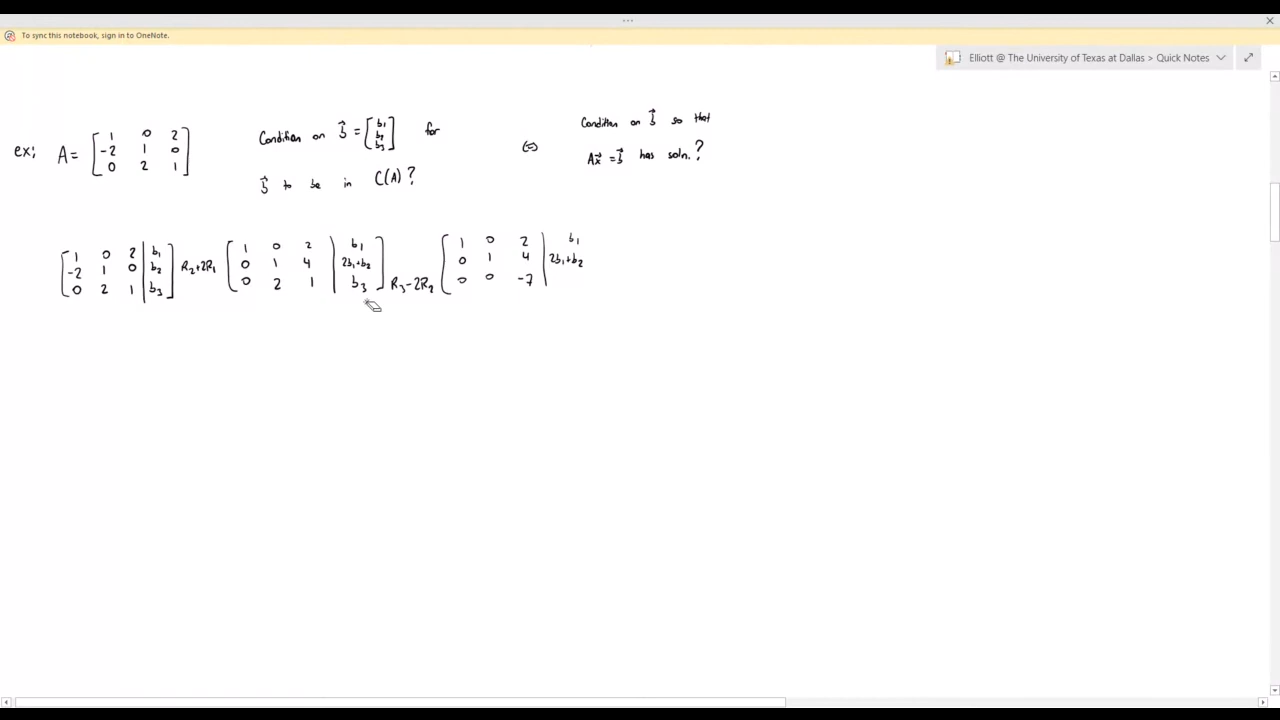 To sync this notebook, sign in to OneNote.
Elliott @ The University of Texas at Dallas > Quick Notes
ex: A = [1 0 2; -2 1 0; 0 2 1]
Condition on b⃗ = [b₁; b₂; b₃] for
b⃗ to be in C(A)?
⇔
Condition on b⃗ so that
Ax⃗ = b⃗ has soln.?
[1 0 2 | b₁; -2 1 0 | b₂; 0 2 1 | b₃] R₂+2R₁ [1 0 2 | b₁; 0 1 4 | 2b₁+b₂; 0 2 1 | b₃] R₃-2R₂ [1 0 2 | b₁; 0 1 4 | 2b₁+b₂; 0 0 -7 |